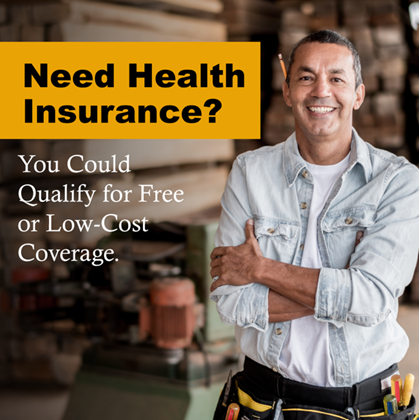 Need Health
Insurance?
You Could
Qualify for Free
or Low-Cost
Coverage.